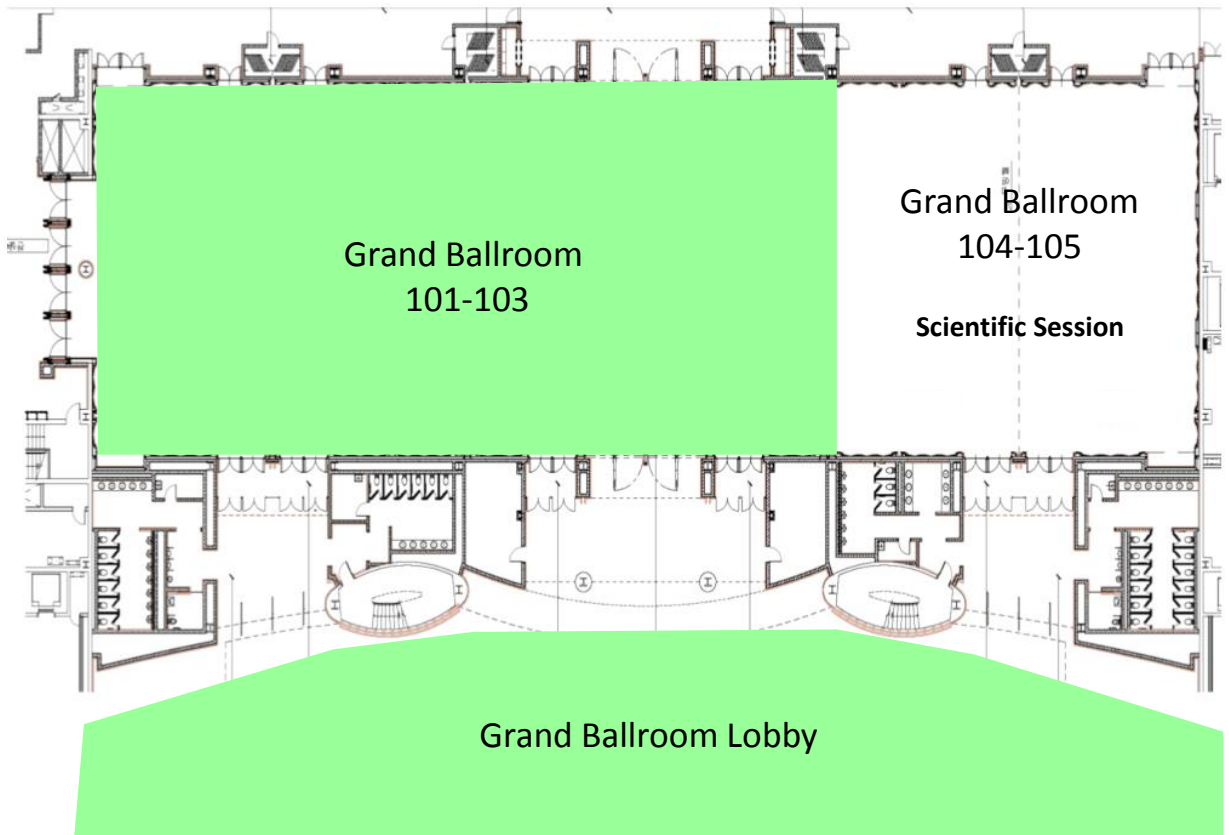 Grand Ballroom
101-103
Grand Ballroom
104-105
Scientific Session
Grand Ballroom Lobby